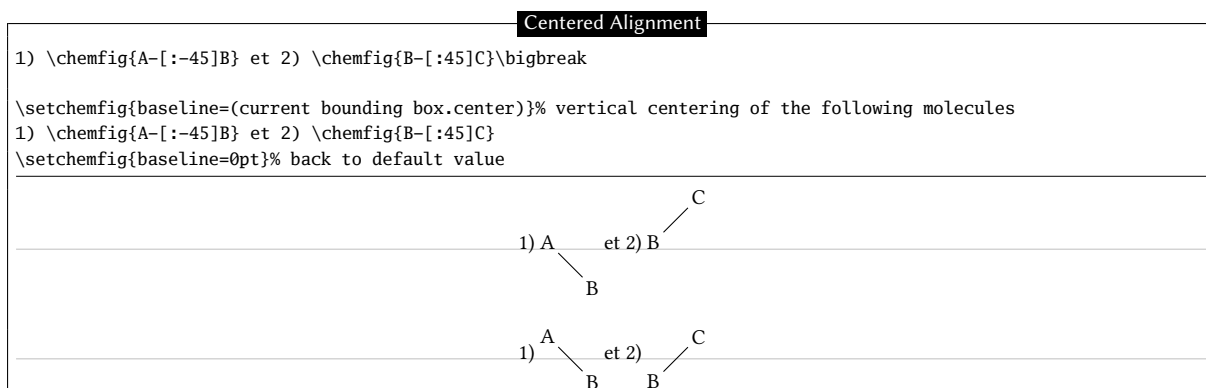 Centered Alignment
1) \chemfig{A-[:-45]B} et 2) \chemfig{B-[:45]C}\bigbreak
\setchemfig{baseline=(current bounding box.center)}% vertical centering of the following molecules
1) \chemfig{A-[:-45]B} et 2) \chemfig{B-[:45]C}
\setchemfig{baseline=0pt}% back to default value
C
1) A et 2) B
B
A C
1) et 2)
B B